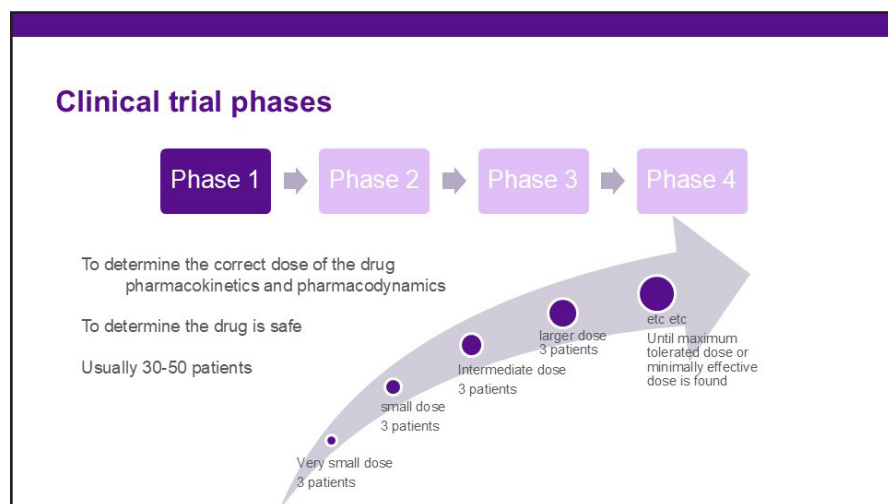 Clinical trial phases
Phase 1
Phase 2
Phase 3
Phase 4
To determine the correct dose of the drug
pharmacokinetics and pharmacodynamics
To determine the drug is safe
Usually 30-50 patients
Very small dose
3 patients
small dose
3 patients
Intermediate dose
3 patients
larger dose
3 patients
etc etc
Until maximum
tolerated dose or
minimally effective
dose is found